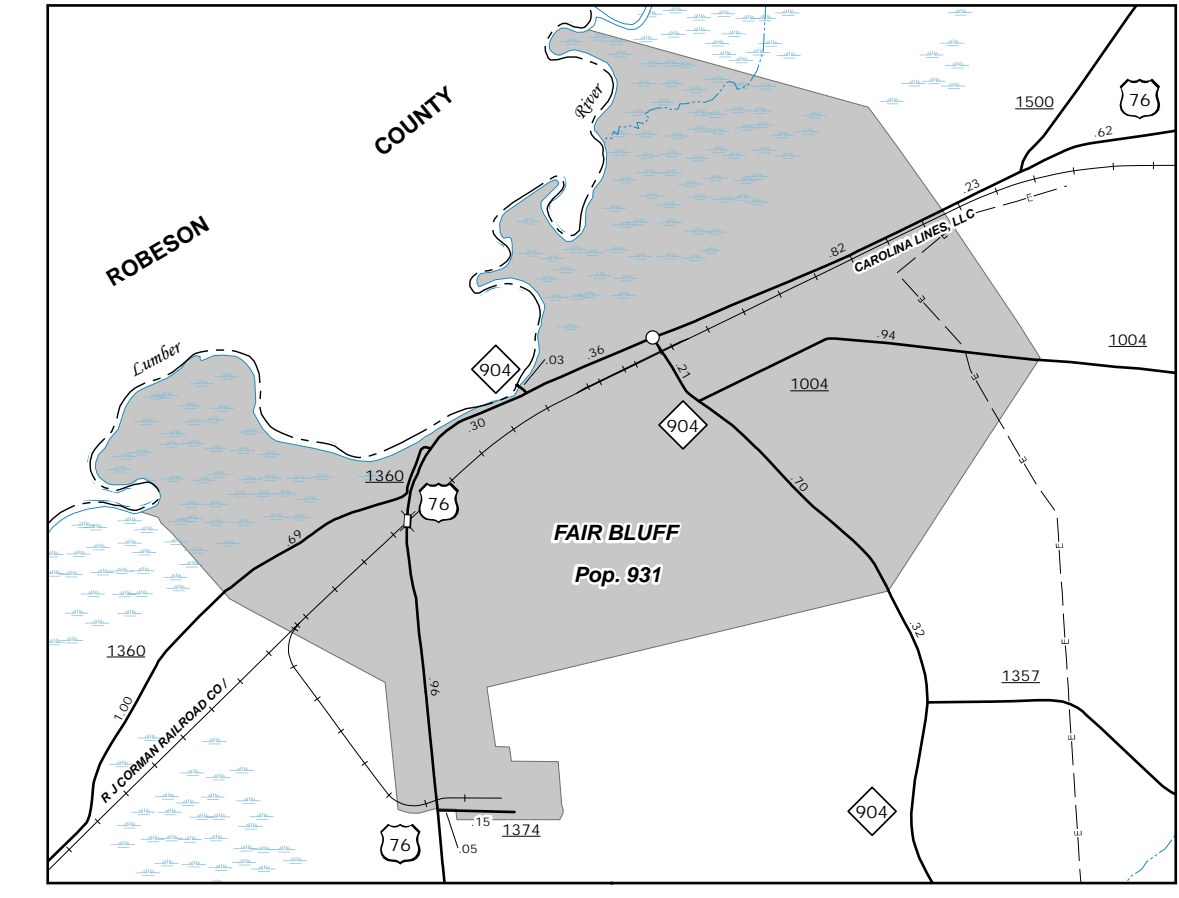 COUNTY
ROBESON
River
Lumber
1500
76
.62
.23
CAROLINA LINES, LLC
E
.82
E
E
.94
1004
.36
.03
904
.21
1004
904
E
.30
1360
76
E
.70
.69
FAIR BLUFF
Pop. 931
E
.32
E
1360
1357
.96
1.00
R J CORMAN RAILROAD CO /
E
904
.15
1374
E
76
.05